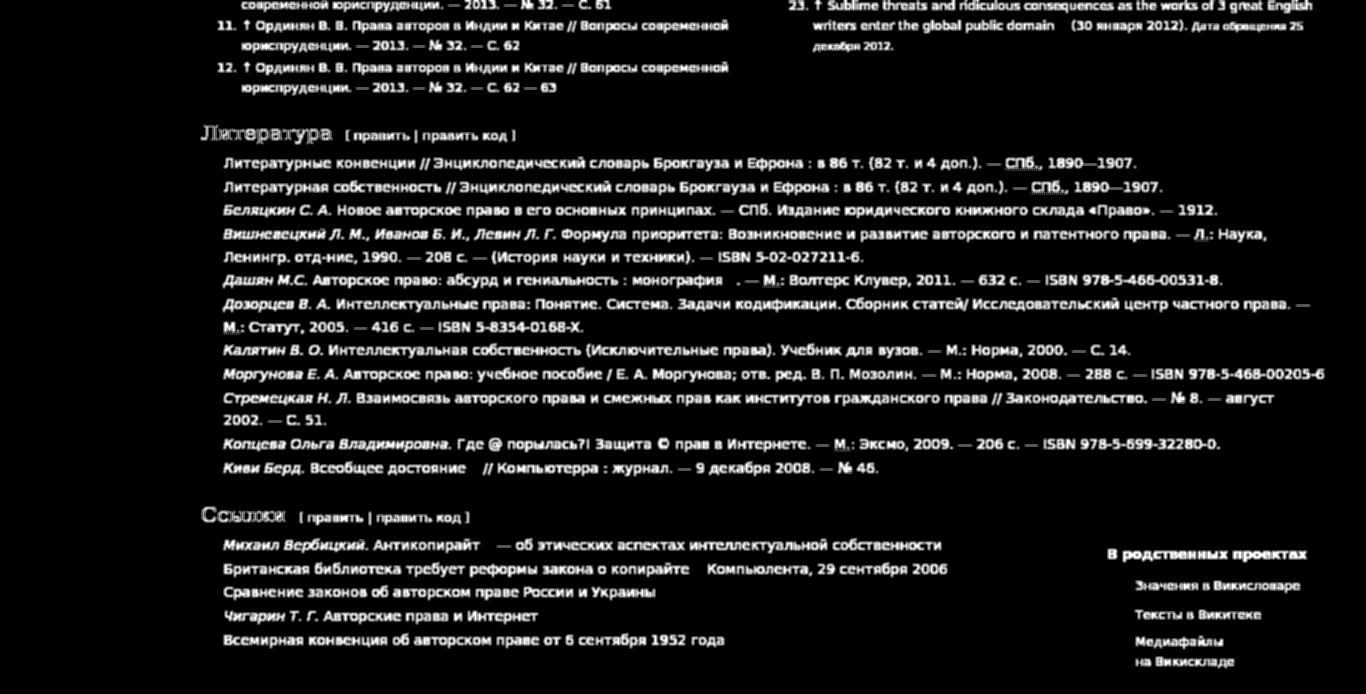 современной юриспруденции. — 2013. — № 32. — С. 61
11. ↑ Ординян В. В. Права авторов в Индии и Китае // Вопросы современной
юриспруденции. — 2013. — № 32. — С. 62
12. ↑ Ординян В. В. Права авторов в Индии и Китае // Вопросы современной
юриспруденции. — 2013. — № 32. — С. 62 — 63
23. ↑ Sublime threats and ridiculous consequences as the works of 3 great English
writers enter the global public domain (30 января 2012). Дата обращения 25
декабря 2012.
Литература [ править | править код ]
Литературные конвенции // Энциклопедический словарь Брокгауза и Ефрона : в 86 т. (82 т. и 4 доп.). — СПб., 1890—1907.
Литературная собственность // Энциклопедический словарь Брокгауза и Ефрона : в 86 т. (82 т. и 4 доп.). — СПб., 1890—1907.
Беляцкин С. А. Новое авторское право в его основных принципах. — СПб. Издание юридического книжного склада «Право». — 1912.
Вишневецкий Л. М., Иванов Б. И., Левин Л. Г. Формула приоритета: Возникновение и развитие авторского и патентного права. — Л.: Наука,
Ленингр. отд-ние, 1990. — 208 с. — (История науки и техники). — ISBN 5-02-027211-6.
Дашян М.С. Авторское право: абсурд и гениальность : монография . — М.: Волтерс Клувер, 2011. — 632 с. — ISBN 978-5-466-00531-8.
Дозорцев В. А. Интеллектуальные права: Понятие. Система. Задачи кодификации. Сборник статей/ Исследовательский центр частного права. —
М.: Статут, 2005. — 416 с. — ISBN 5-8354-0168-X.
Калятин В. О. Интеллектуальная собственность (Исключительные права). Учебник для вузов. — М.: Норма, 2000. — С. 14.
Моргунова Е. А. Авторское право: учебное пособие / Е. А. Моргунова; отв. ред. В. П. Мозолин. — М.: Норма, 2008. — 288 с. — ISBN 978-5-468-00205-6
Стремецкая Н. Л. Взаимосвязь авторского права и смежных прав как институтов гражданского права // Законодательство. — № 8. — август
2002. — С. 51.
Копцева Ольга Владимировна. Где @ порылась?! Защита © прав в Интернете. — М.: Эксмо, 2009. — 206 с. — ISBN 978-5-699-32280-0.
Киви Берд. Всеобщее достояние // Компьютерра : журнал. — 9 декабря 2008. — № 46.
Ссылки [ править | править код ]
Михаил Вербицкий. Антикопирайт — об этических аспектах интеллектуальной собственности
Британская библиотека требует реформы закона о копирайте Компьюлента, 29 сентября 2006
Сравнение законов об авторском праве России и Украины
Чигарин Т. Г. Авторские права и Интернет
Всемирная конвенция об авторском праве от 6 сентября 1952 года
В родственных проектах
Значения в Викисловаре
Тексты в Викитеке
Медиафайлы
на Викискладе